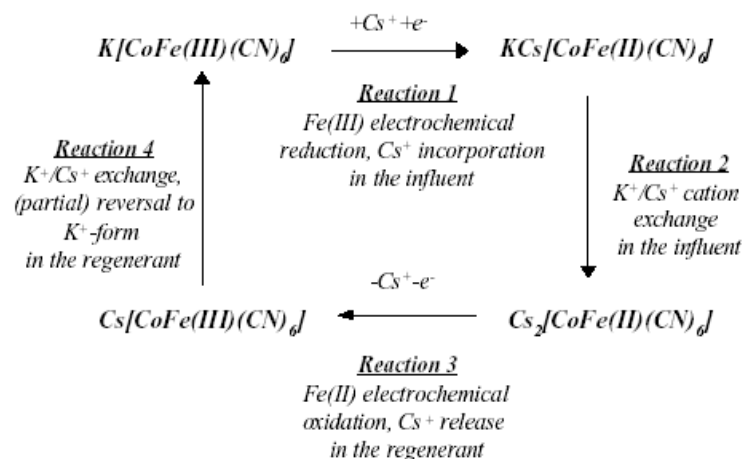 K[CoFe(III)(CN)₆]
+Cs⁺+e⁻
KCs[CoFe(II)(CN)₆]
Reaction 1
Fe(III) electrochemical
reduction, Cs⁺ incorporation
in the influent
Reaction 4
K⁺/Cs⁺ exchange,
(partial) reversal to
K⁺-form
in the regenerant
Reaction 2
K⁺/Cs⁺ cation
exchange
in the influent
Cs[CoFe(III)(CN)₆]
-Cs⁺-e⁻
Cs₂[CoFe(II)(CN)₆]
Reaction 3
Fe(II) electrochemical
oxidation, Cs⁺ release
in the regenerant